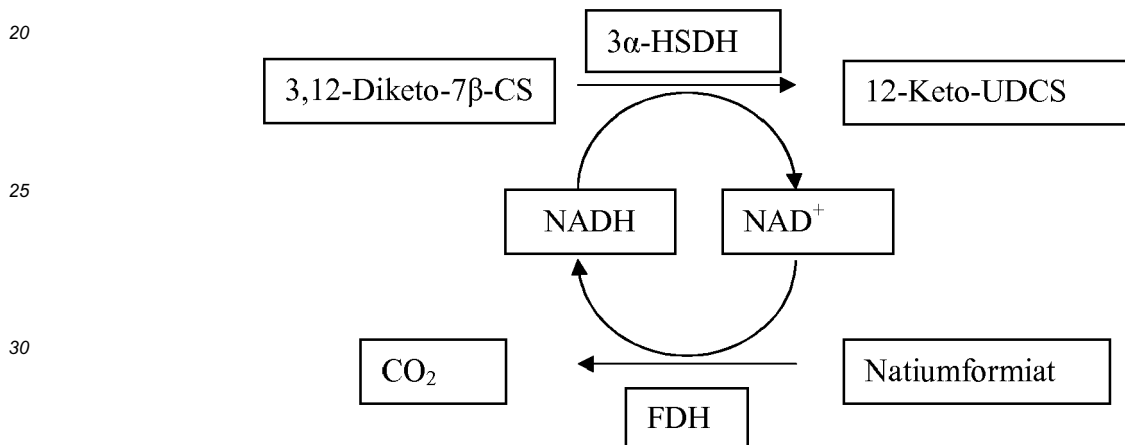 20
3α-HSDH
3,12-Diketo-7β-CS
12-Keto-UDCS
25
NADH
NAD⁺
30
CO₂
Natiumformiat
FDH